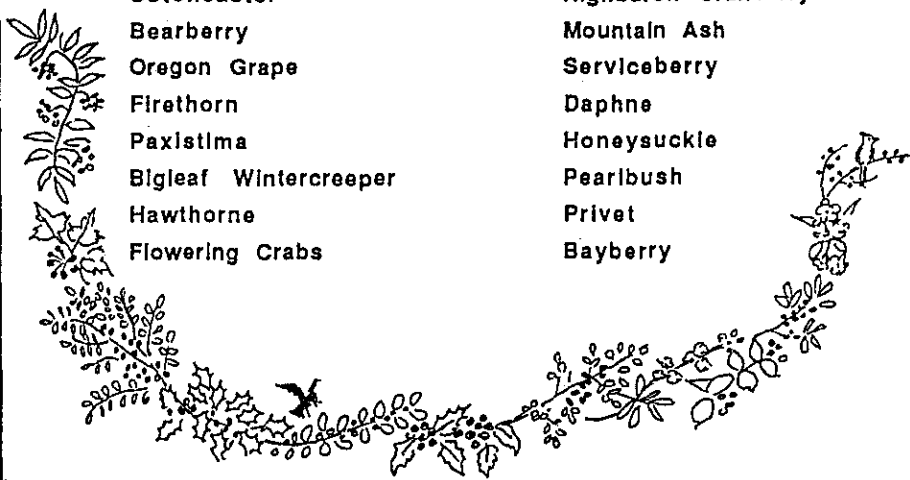 Bearberry
Oregon Grape
Firethorn
Paxistima
Bigleaf Wintercreeper
Hawthorne
Flowering Crabs
Mountain Ash
Serviceberry
Daphne
Honeysuckle
Pearlbush
Privet
Bayberry